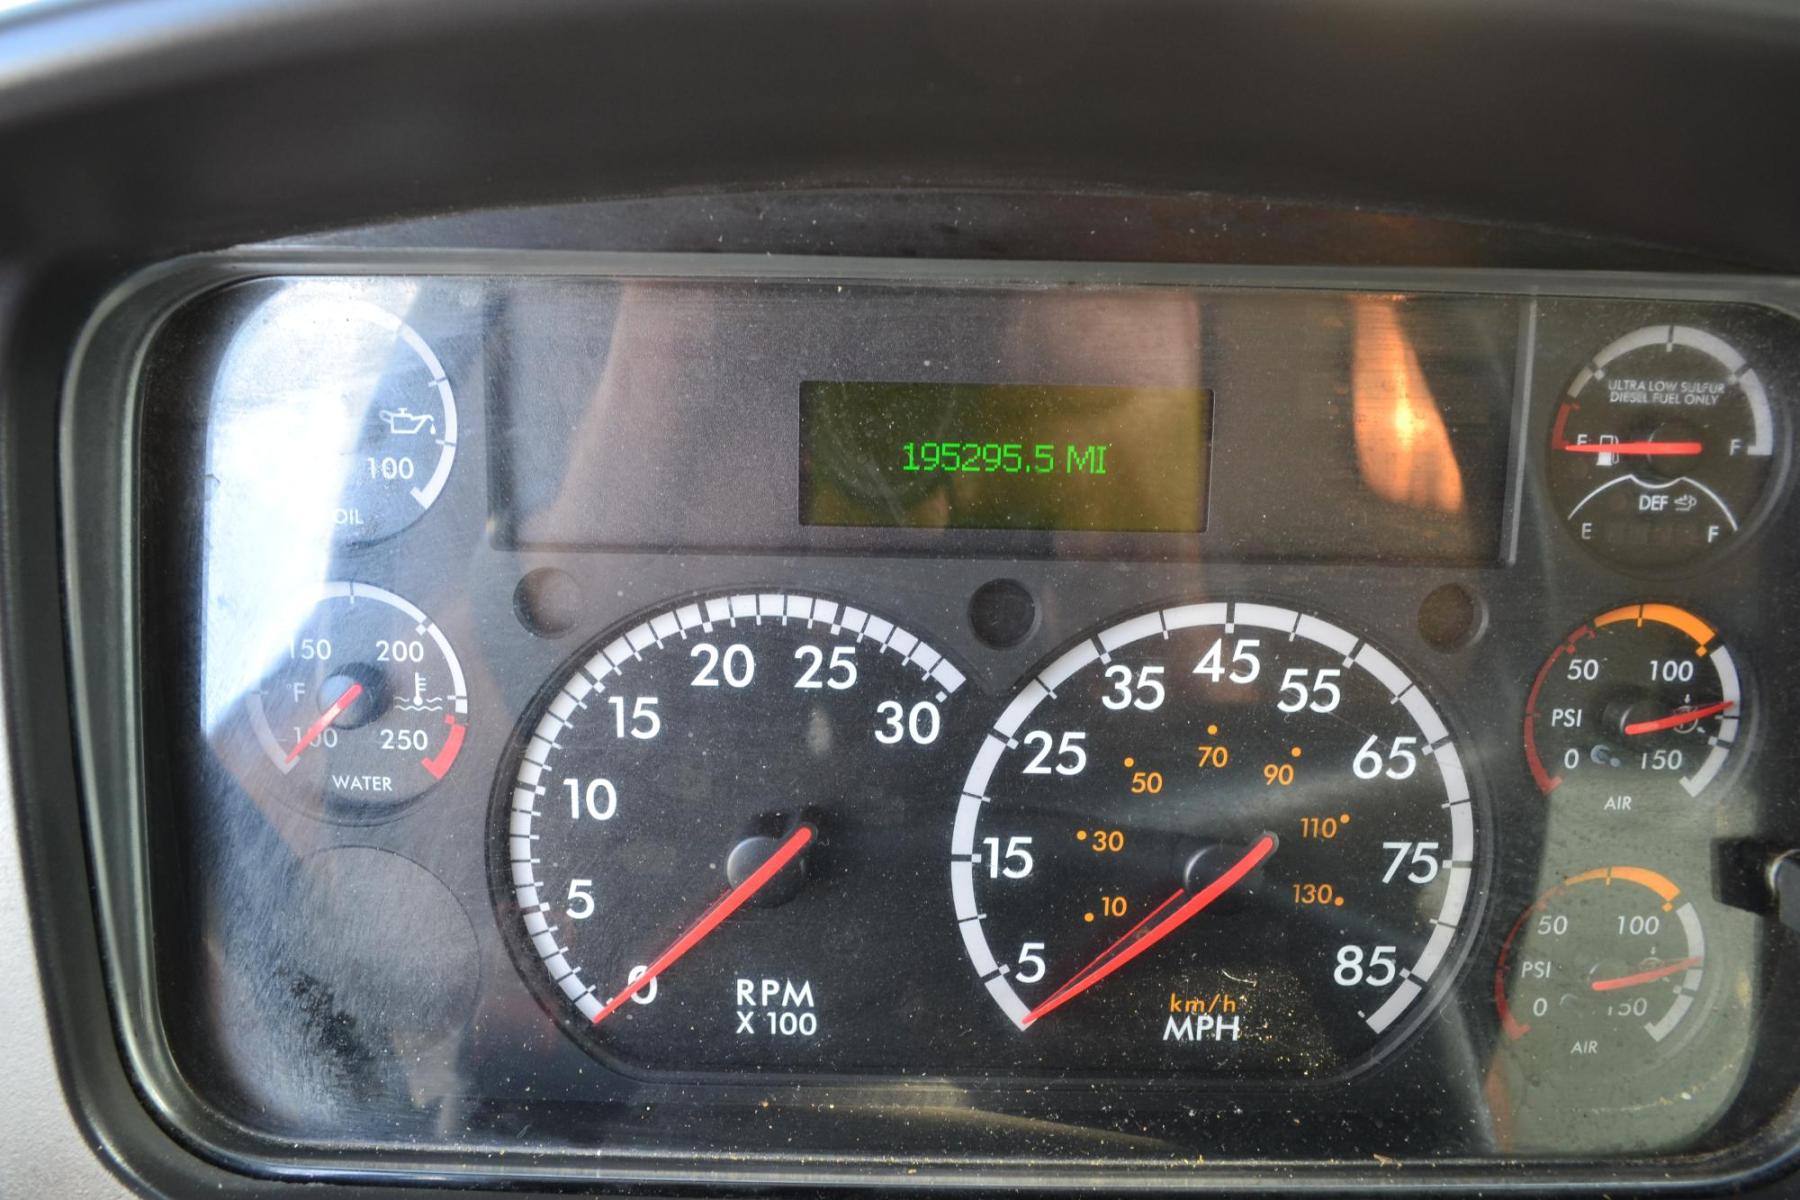 195295.5 MI
100
OIL
150 200
°F
100 250
WATER
0 5 10 15 20 25 30
RPM
X 100
5 15 25 35 45 55 65 75 85
10 30 50 70 90 110 130
km/h
MPH
ULTRA LOW SULFUR
DIESEL FUEL ONLY
E F
DEF
E F
50 100
PSI
0 150
AIR
50 100
PSI
0 150
AIR